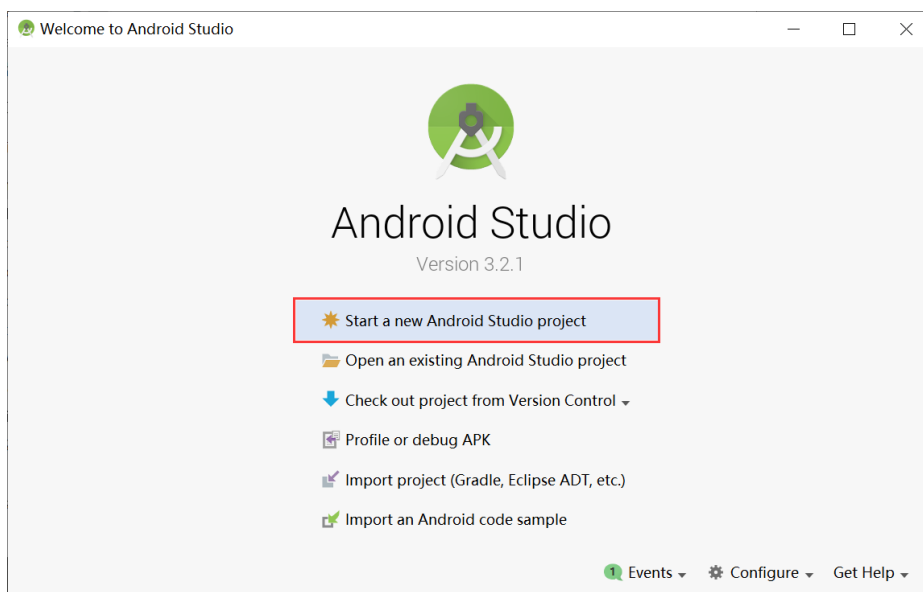 Welcome to Android Studio
Android Studio
Version 3.2.1
Start a new Android Studio project
Open an existing Android Studio project
Check out project from Version Control
Profile or debug APK
Import project (Gradle, Eclipse ADT, etc.)
Import an Android code sample
1 Events Configure Get Help